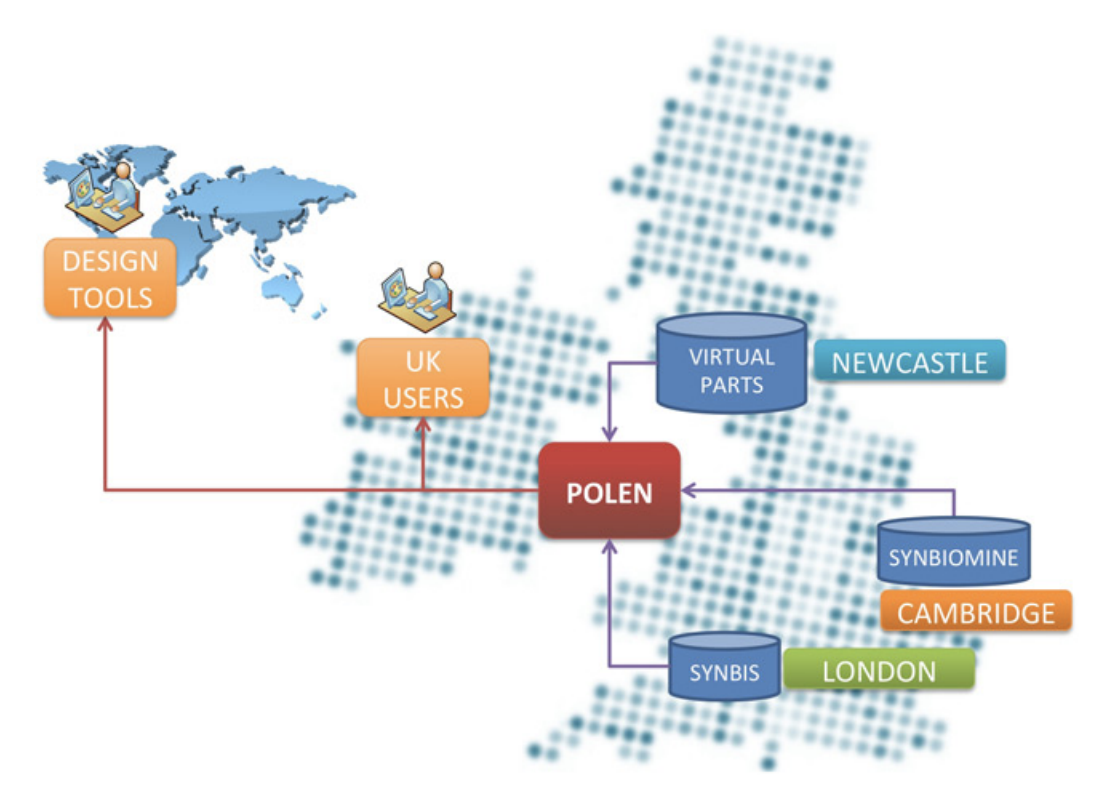 DESIGN
TOOLS
UK
USERS
VIRTUAL
PARTS
NEWCASTLE
POLEN
SYNBIOMINE
CAMBRIDGE
SYNBIS
LONDON